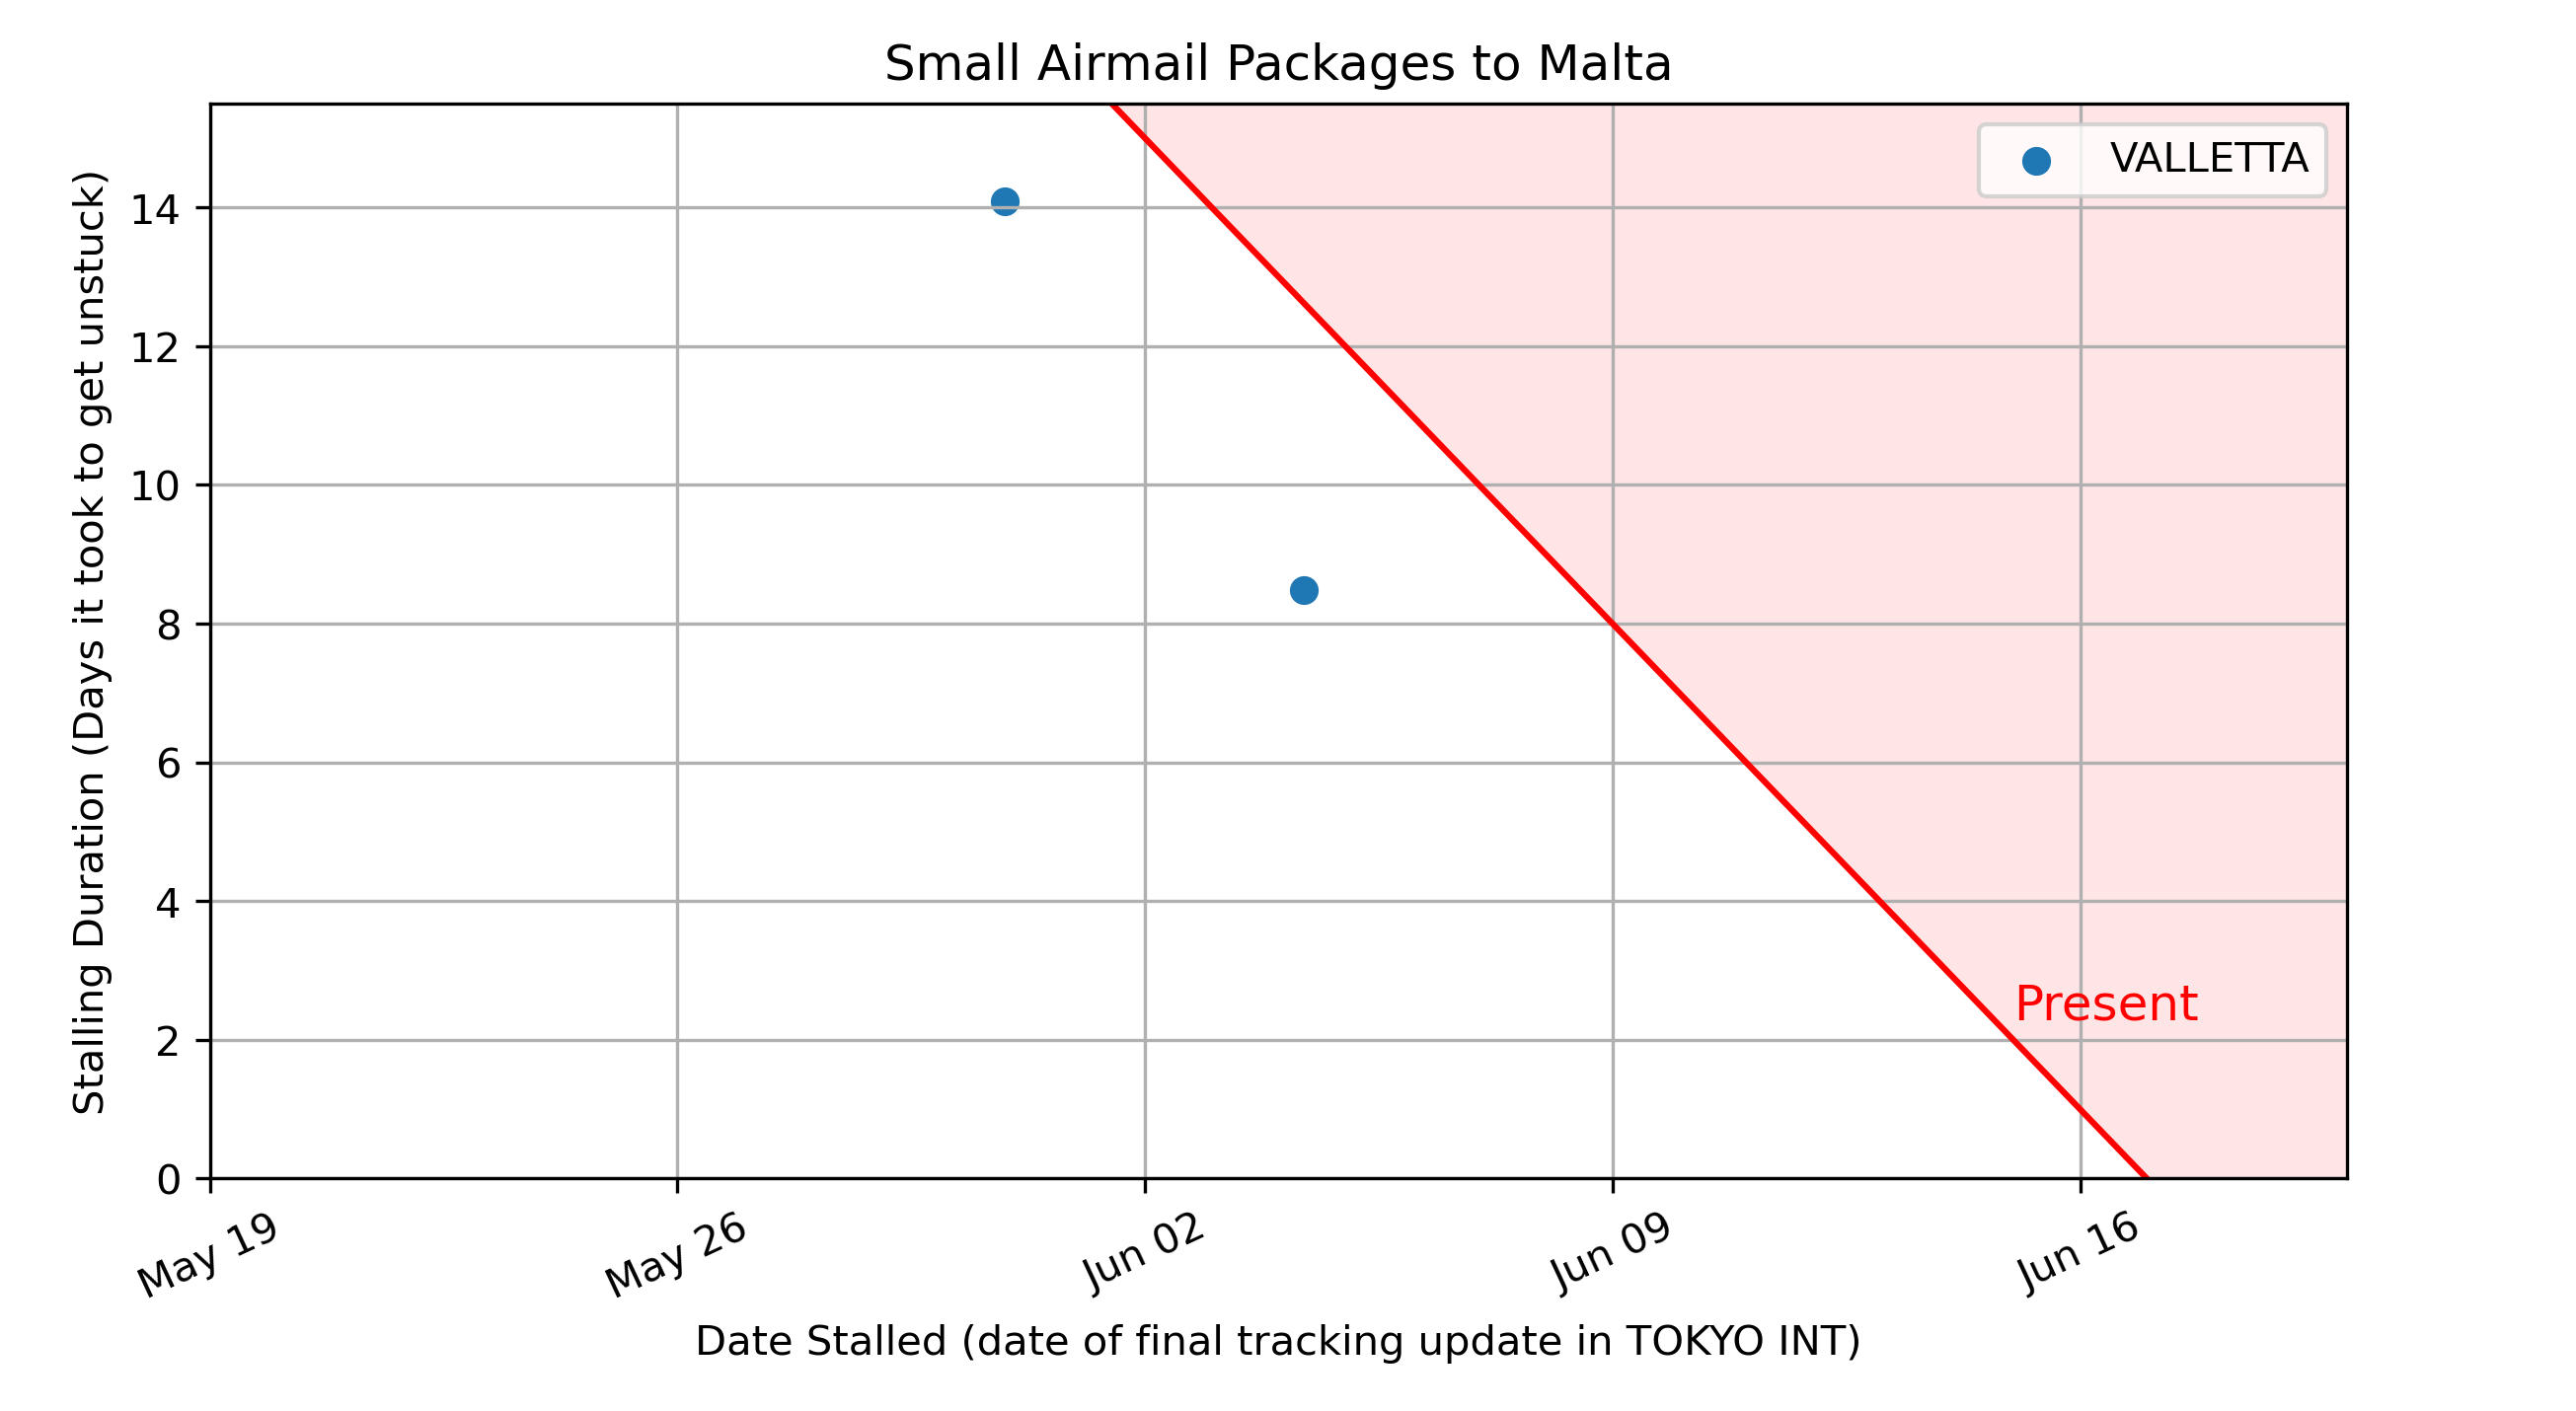 Small Airmail Packages to Malta
VALLETTA
Stalling Duration (Days it took to get unstuck)
14
12
10
8
6
4
2
0
Present
May 19
May 26
Jun 02
Jun 09
Jun 16
Date Stalled (date of final tracking update in TOKYO INT)